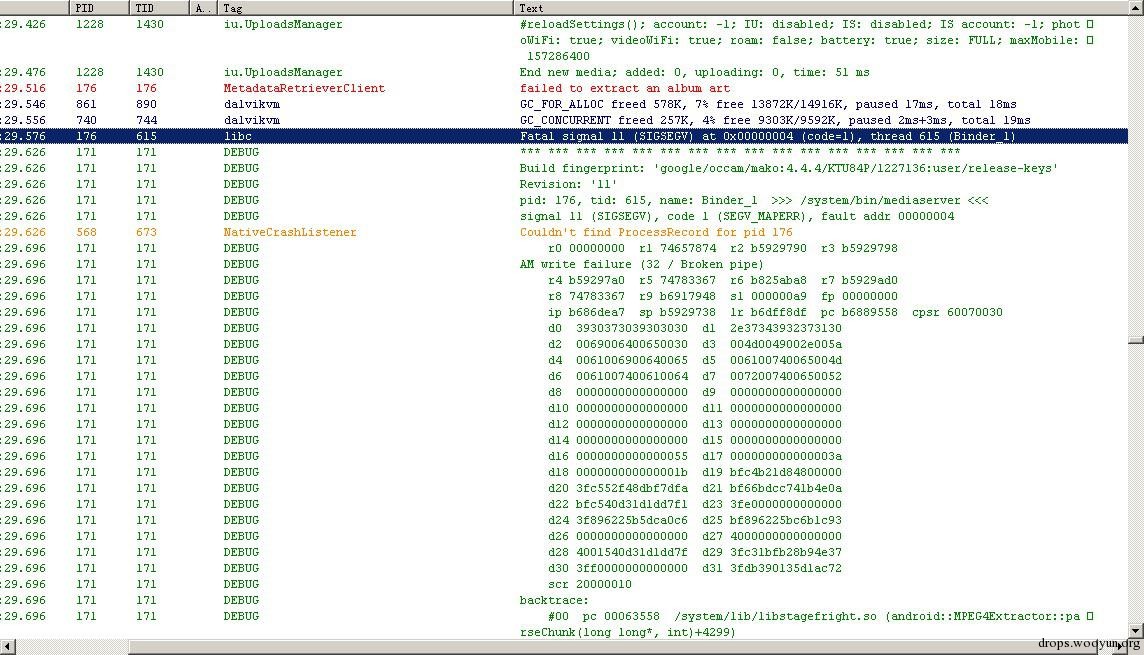 PID TID A.. Tag Text
:29.426 1228 1430 iu.UploadsManager #reloadSettings(); account: -1; IU: disabled; IS: disabled; IS account: -1; phot
oWiFi: true; videoWiFi: true; roam: false; battery: true; size: FULL; maxMobile:
157286400
:29.476 1228 1430 iu.UploadsManager End new media; added: 0, uploading: 0, time: 51 ms
:29.516 176 176 MetadataRetrieverClient failed to extract an album art
:29.546 861 890 dalvikvm GC_FOR_ALLOC freed 578K, 7% free 13872K/14916K, paused 17ms, total 18ms
:29.556 740 744 dalvikvm GC_CONCURRENT freed 257K, 4% free 9303K/9592K, paused 2ms+3ms, total 19ms
:29.576 176 615 libc Fatal signal 11 (SIGSEGV) at 0x00000004 (code=1), thread 615 (Binder_1)
:29.626 171 171 DEBUG *** *** *** *** *** *** *** *** *** *** *** *** *** *** *** ***
:29.626 171 171 DEBUG Build fingerprint: 'google/occam/mako:4.4.4/KTU84P/1227136:user/release-keys'
:29.626 171 171 DEBUG Revision: '11'
:29.626 171 171 DEBUG pid: 176, tid: 615, name: Binder_1 >>> /system/bin/mediaserver <<<
:29.626 171 171 DEBUG signal 11 (SIGSEGV), code 1 (SEGV_MAPERR), fault addr 00000004
:29.626 568 673 NativeCrashListener Couldn't find ProcessRecord for pid 176
:29.696 171 171 DEBUG r0 00000000 r1 74657874 r2 b5929790 r3 b5929798
:29.696 171 171 DEBUG AM write failure (32 / Broken pipe)
:29.696 171 171 DEBUG r4 b59297a0 r5 74783367 r6 b825aba8 r7 b5929ad0
:29.696 171 171 DEBUG r8 74783367 r9 b6917948 sl 000000a9 fp 00000000
:29.696 171 171 DEBUG ip b686dea7 sp b5929738 lr b6dff8df pc b6889558 cpsr 60070030
:29.696 171 171 DEBUG d0 3930373039303030 d1 2e37343932373130
:29.696 171 171 DEBUG d2 0069006400650030 d3 004d0049002e005a
:29.696 171 171 DEBUG d4 0061006900640065 d5 006100740065004d
:29.696 171 171 DEBUG d6 0061007400610064 d7 0072007400650052
:29.696 171 171 DEBUG d8 0000000000000000 d9 0000000000000000
:29.696 171 171 DEBUG d10 0000000000000000 d11 0000000000000000
:29.696 171 171 DEBUG d12 0000000000000000 d13 0000000000000000
:29.696 171 171 DEBUG d14 0000000000000000 d15 0000000000000000
:29.696 171 171 DEBUG d16 0000000000000055 d17 000000000000003a
:29.696 171 171 DEBUG d18 000000000000001b d19 bfc4b21d84800000
:29.696 171 171 DEBUG d20 3fc552f48dbf7dfa d21 bf66bdcc741b4e0a
:29.696 171 171 DEBUG d22 bfc540d31d1dd7f1 d23 3fe0000000000000
:29.696 171 171 DEBUG d24 3f896225b5dca0c6 d25 bf896225bc6b1c93
:29.696 171 171 DEBUG d26 0000000000000000 d27 4000000000000000
:29.696 171 171 DEBUG d28 4001540d31d1dd7f d29 3fc31bfb28b94e37
:29.696 171 171 DEBUG d30 3ff0000000000000 d31 3fdb390135d1ac72
:29.696 171 171 DEBUG scr 20000010
:29.696 171 171 DEBUG backtrace:
:29.696 171 171 DEBUG #00 pc 00063558 /system/lib/libstagefright.so (android::MPEG4Extractor::pa
rseChunk(long long*, int)+4299)
drops.wooyun.org